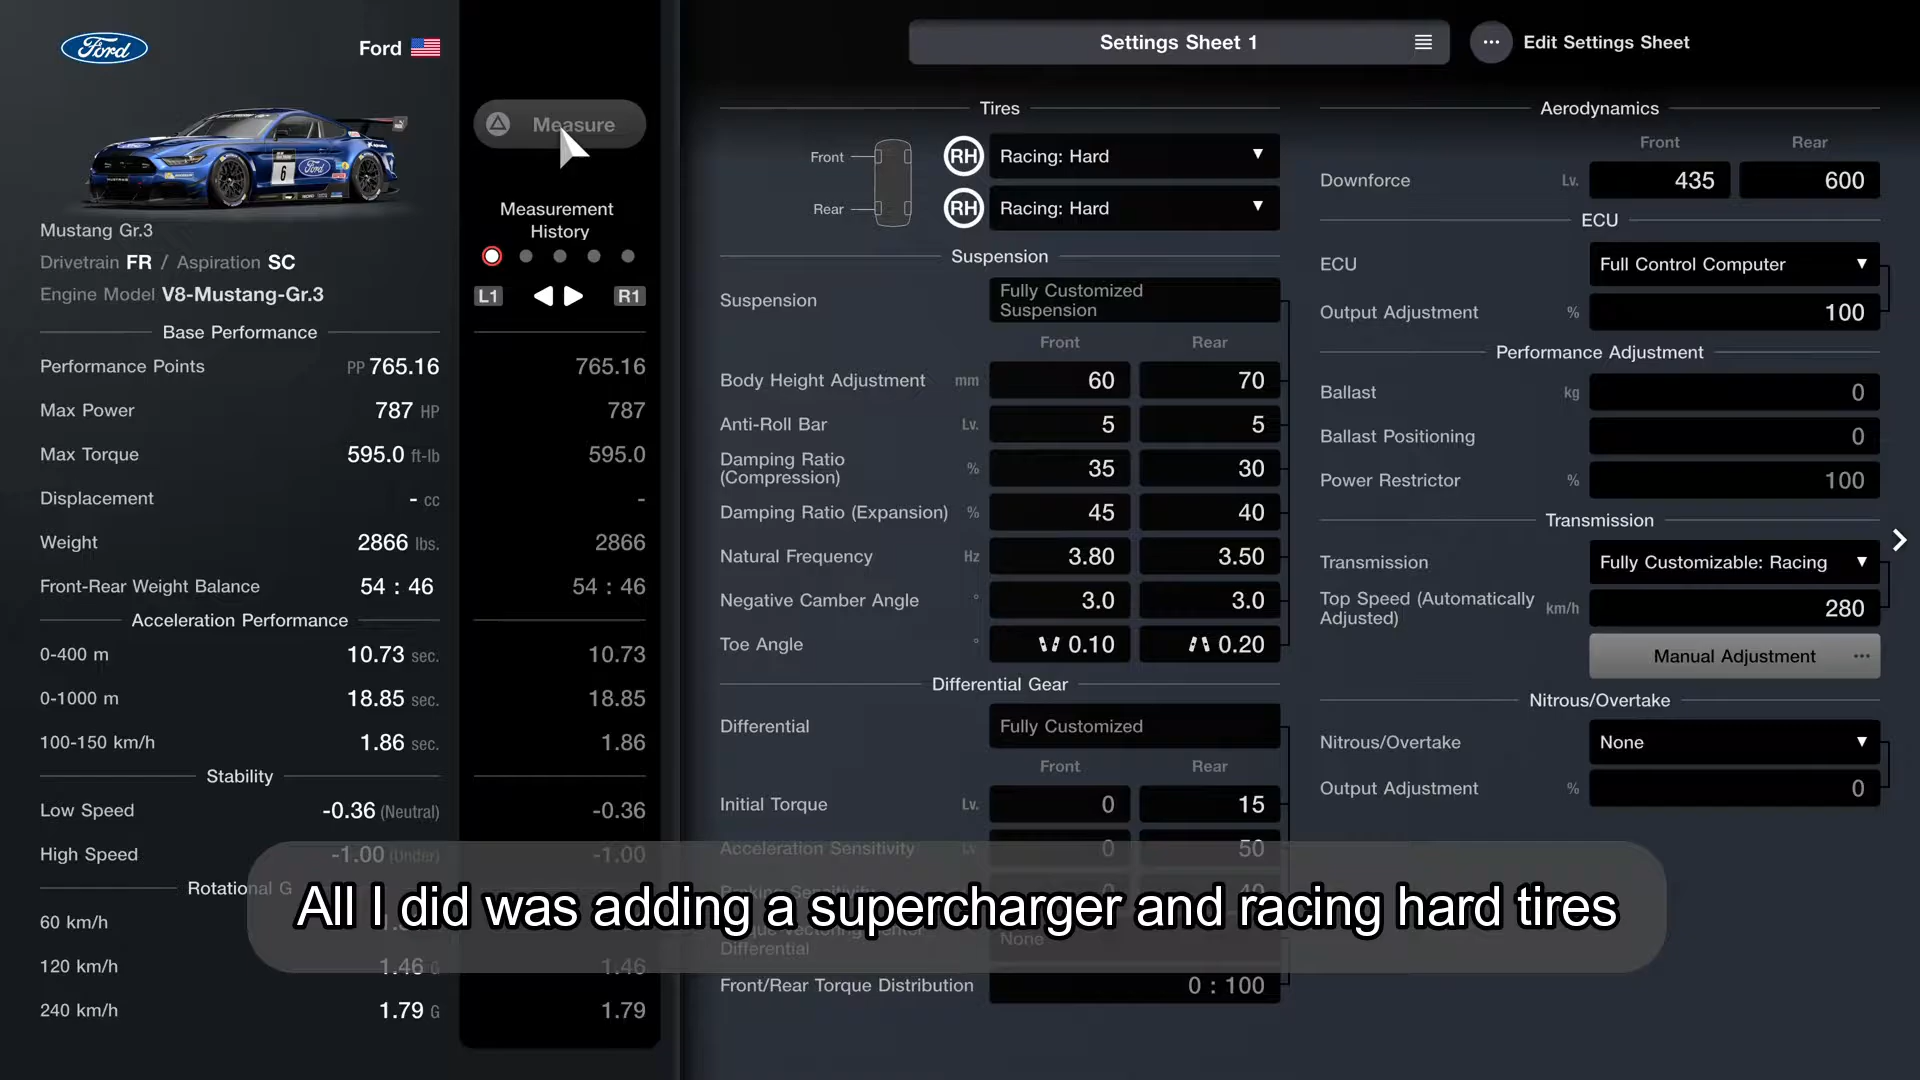 Ford
Ford
Settings Sheet 1
Edit Settings Sheet
Measure
Measurement
History
L1
R1
Mustang Gr.3
Drivetrain FR / Aspiration SC
Engine Model V8-Mustang-Gr.3
Base Performance
Performance Points PP 765.16 765.16
Max Power 787 HP 787
Max Torque 595.0 ft-lb 595.0
Displacement - cc -
Weight 2866 lbs. 2866
Front-Rear Weight Balance 54 : 46 54 : 46
Acceleration Performance
0-400 m 10.73 sec. 10.73
0-1000 m 18.85 sec. 18.85
100-150 km/h 1.86 sec. 1.86
Stability
Low Speed -0.36 (Neutral) -0.36
High Speed -1.00 (Under) -1.00
Rotational G
60 km/h
120 km/h 1.46 G 1.46
240 km/h 1.79 G 1.79
Tires
Front RH Racing: Hard
Rear RH Racing: Hard
Suspension
Suspension Fully Customized
Suspension
Front Rear
Body Height Adjustment mm 60 70
Anti-Roll Bar Lv. 5 5
Damping Ratio
(Compression) % 35 30
Damping Ratio (Expansion) % 45 40
Natural Frequency Hz 3.80 3.50
Negative Camber Angle ° 3.0 3.0
Toe Angle ° 0.10 0.20
Differential Gear
Differential Fully Customized
Front Rear
Initial Torque Lv. 0 15
Acceleration Sensitivity Lv. 0 50
Braking Sensitivity 0 40
Differential None
Front/Rear Torque Distribution 0 : 100
Aerodynamics
Front Rear
Downforce Lv. 435 600
ECU
ECU Full Control Computer
Output Adjustment % 100
Performance Adjustment
Ballast kg 0
Ballast Positioning 0
Power Restrictor % 100
Transmission
Transmission Fully Customizable: Racing
Top Speed (Automatically
Adjusted) km/h 280
Manual Adjustment
Nitrous/Overtake
Nitrous/Overtake None
Output Adjustment % 0
All I did was adding a supercharger and racing hard tires